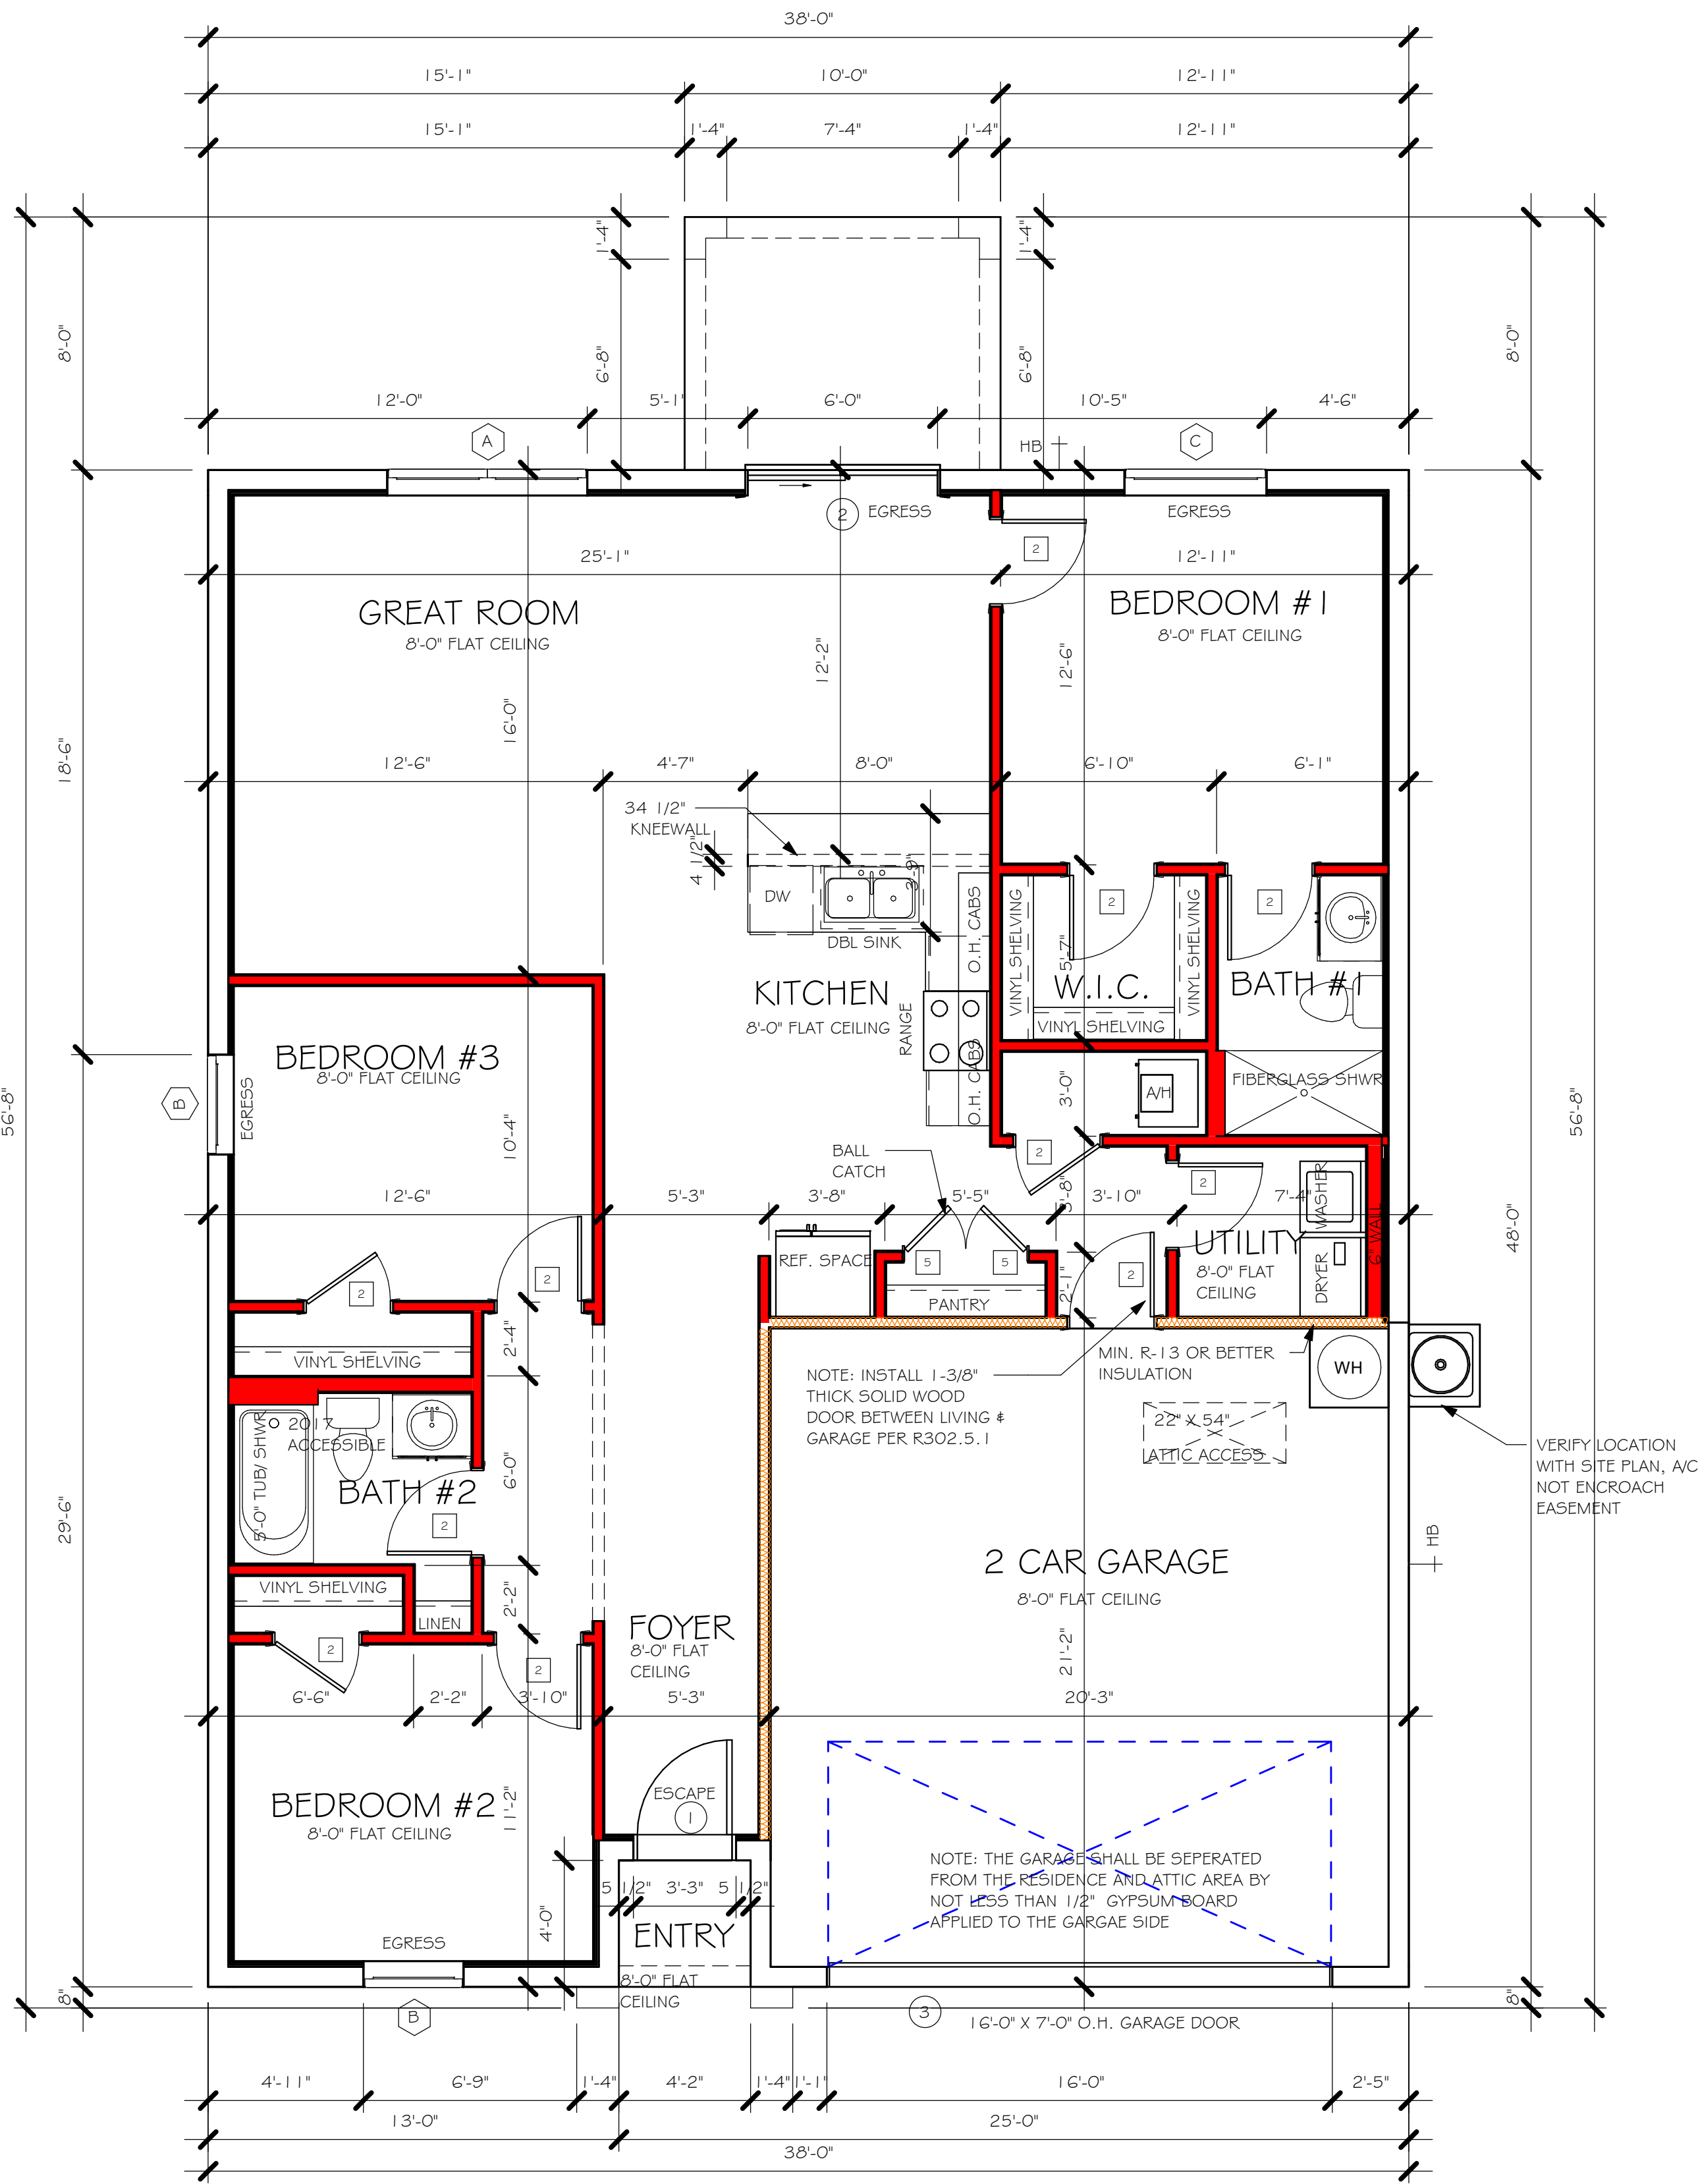 38'-0"
15'-1"
10'-0"
12'-11"
15'-1"
1'-4"
7'-4"
1'-4"
12'-11"
1'-4"
1'-4"
8'-0"
6'-8"
6'-8"
8'-0"
12'-0"
5'-1"
6'-0"
10'-5"
4'-6"
A
HB
C
2
EGRESS
EGRESS
2
25'-1"
12'-11"
GREAT ROOM
8'-0" FLAT CEILING
BEDROOM #1
8'-0" FLAT CEILING
12'-2"
12'-6"
16'-0"
18'-6"
12'-6"
4'-7"
8'-0"
6'-10"
6'-1"
34 1/2"
KNEEWALL
4 1/2"
3'-9"
DW
DBL SINK
O.H. CABS
VINYL SHELVING
2
VINYL SHELVING
2
5'-7"
W.I.C.
BATH #1
KITCHEN
8'-0" FLAT CEILING
RANGE
VINYL SHELVING
O.H. CABS
BEDROOM #3
8'-0" FLAT CEILING
B
EGRESS
10'-4"
3'-0"
A/H
FIBERGLASS SHWR
56'-8"
56'-8"
BALL
CATCH
2
2
12'-6"
5'-3"
3'-8"
5'-5"
3'-8"
3'-10"
7'-4"
WASHER
6" WALL
48'-0"
REF. SPACE
5
5
2
UTILITY
8'-0" FLAT
CEILING
DRYER
2
2
PANTRY
2'-1"
2'-4"
VINYL SHELVING
NOTE: INSTALL 1-3/8"
THICK SOLID WOOD
DOOR BETWEEN LIVING &
GARAGE PER R302.5.1
MIN. R-13 OR BETTER
INSULATION
WH
22" X 54"
ATTIC ACCESS
VERIFY LOCATION
WITH SITE PLAN, A/C
NOT ENCROACH
EASEMENT
2017
ACCESSIBLE
5'-0" TUB/ SHWR
BATH #2
6'-0"
2
29'-6"
HB
2 CAR GARAGE
8'-0" FLAT CEILING
VINYL SHELVING
LINEN
2'-2"
FOYER
8'-0" FLAT
CEILING
21'-2"
2
2
6'-6"
2'-2"
3'-10"
5'-3"
20'-3"
BEDROOM #2
8'-0" FLAT CEILING
11'-2"
ESCAPE
1
NOTE: THE GARAGE SHALL BE SEPERATED
FROM THE RESIDENCE AND ATTIC AREA BY
NOT LESS THAN 1/2" GYPSUM BOARD
APPLIED TO THE GARGAE SIDE
5 1/2"
3'-3"
5 1/2"
4'-0"
ENTRY
8'-0" FLAT
CEILING
EGRESS
8"
8"
B
3
16'-0" X 7'-0" O.H. GARAGE DOOR
4'-11"
6'-9"
1'-4"
4'-2"
1'-4"
1'-1"
16'-0"
2'-5"
13'-0"
25'-0"
38'-0"